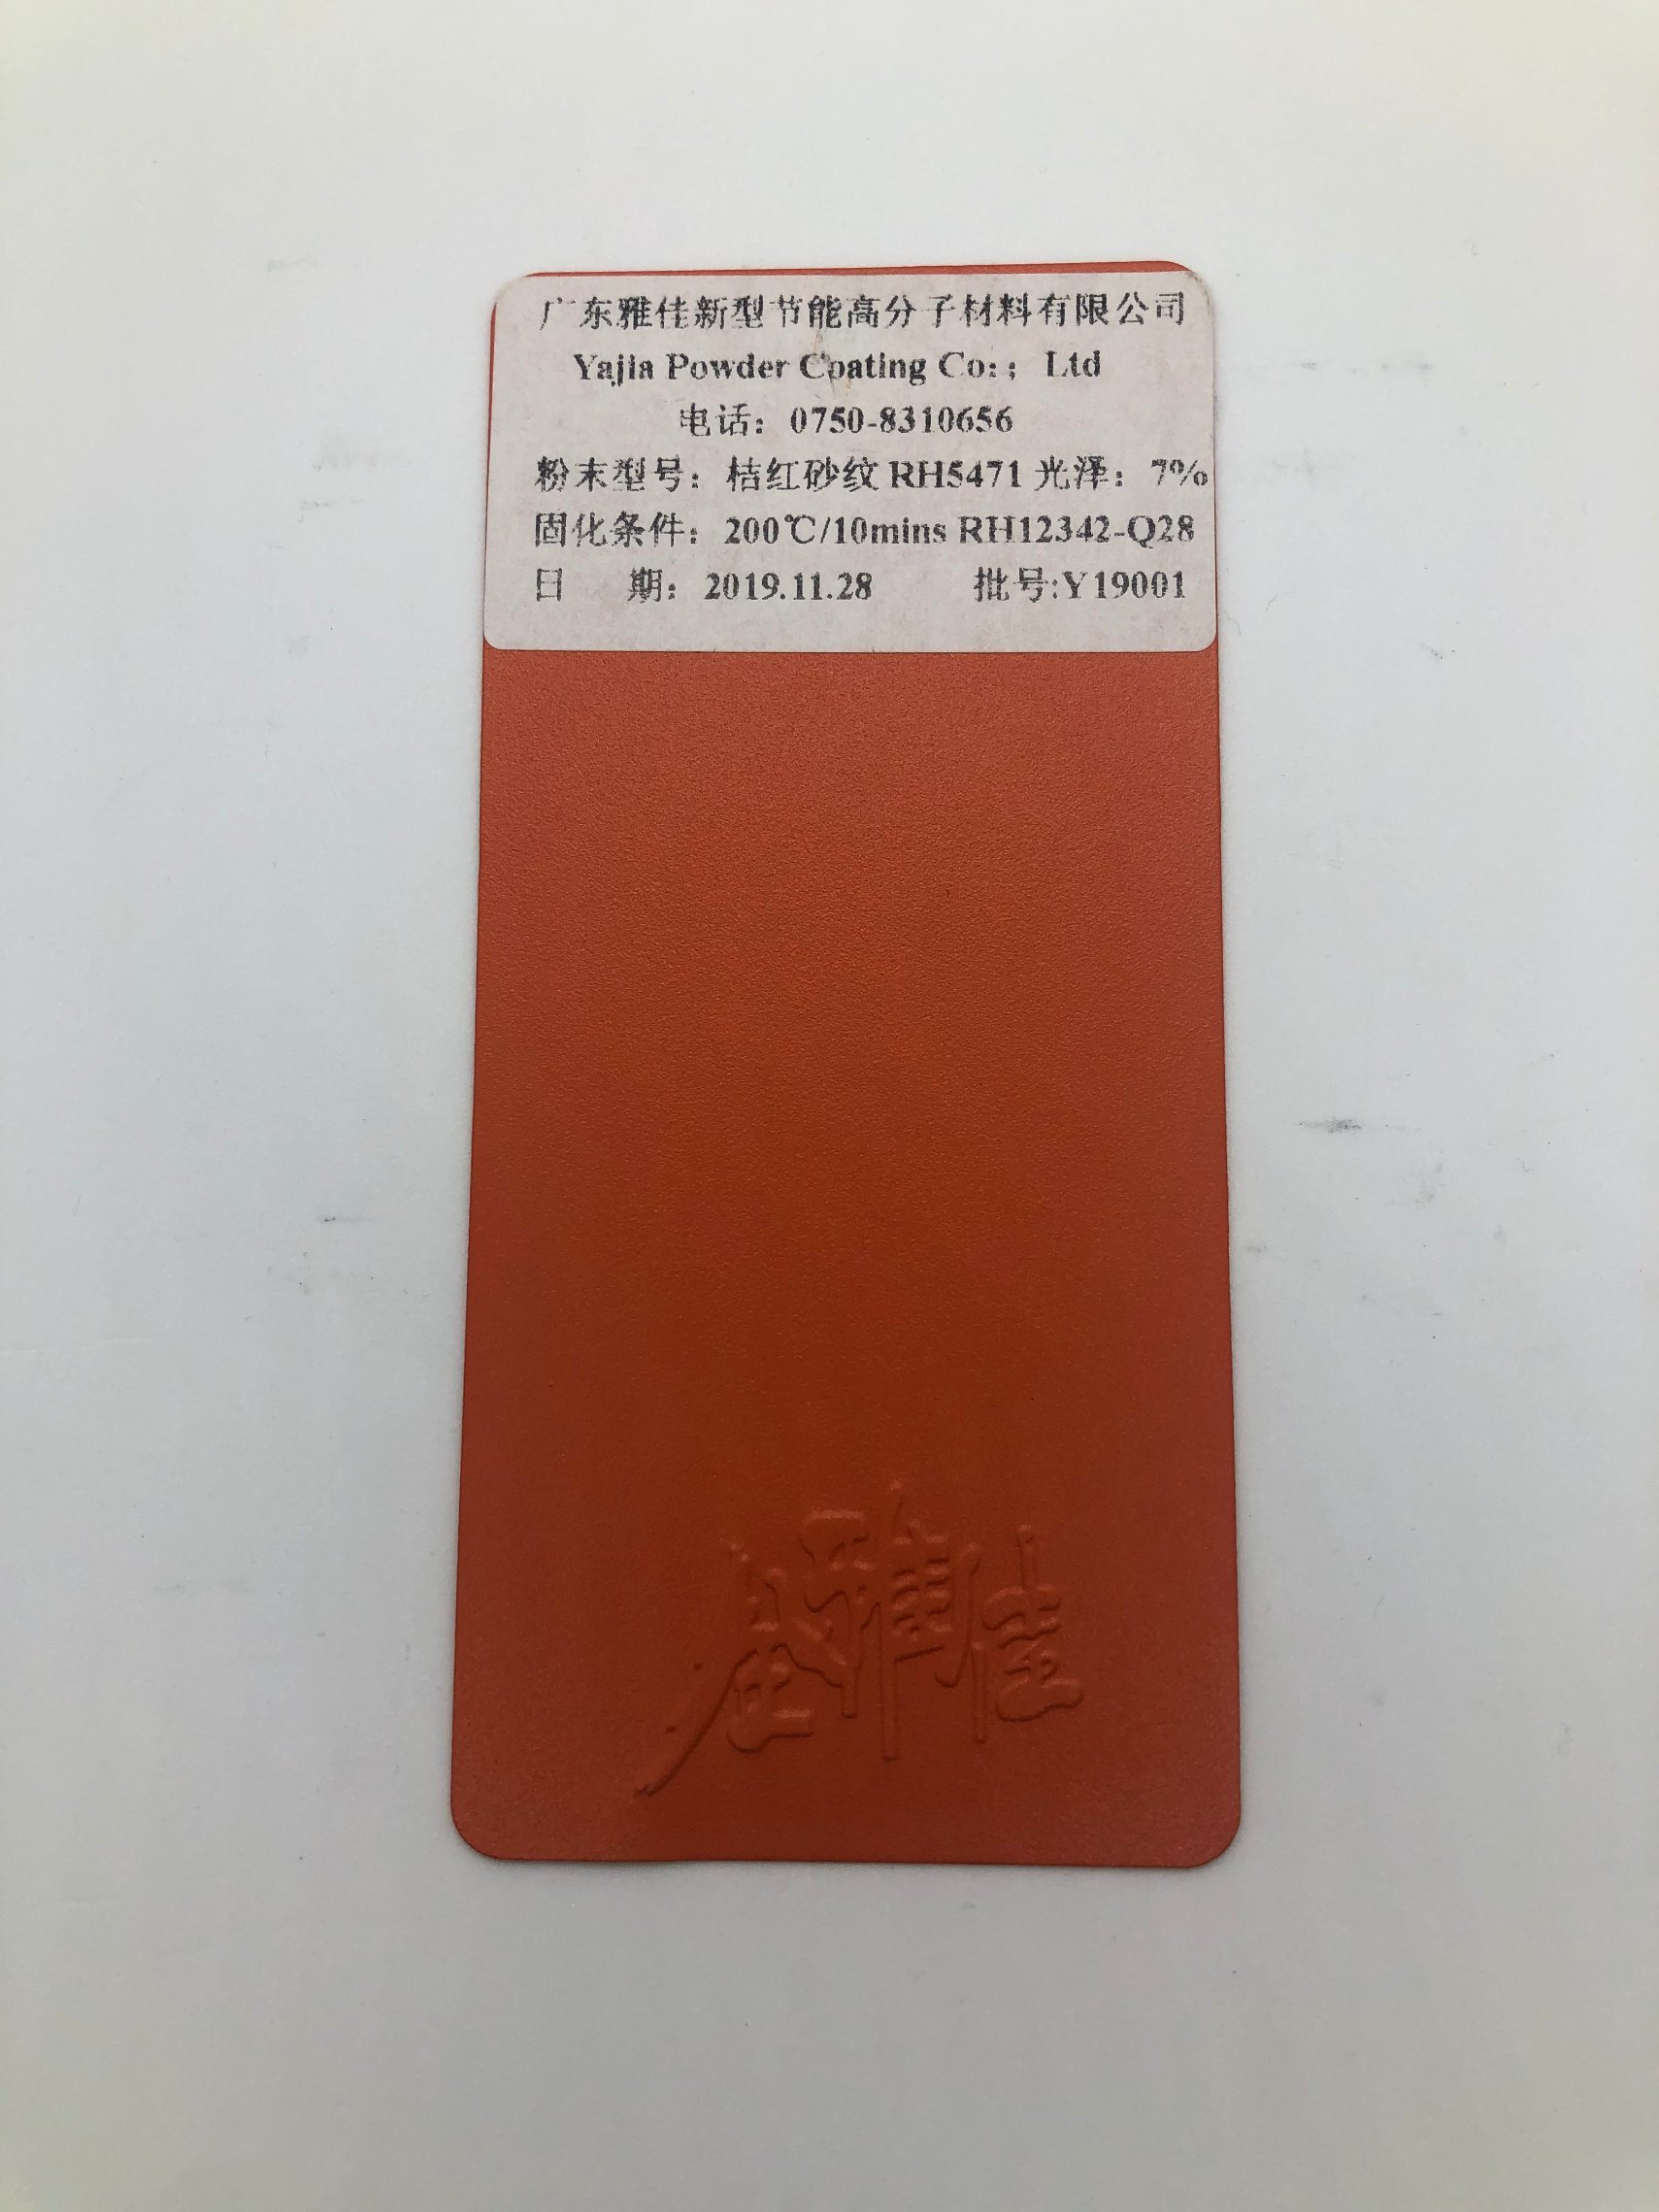 广东雅佳新型节能高分子材料有限公司
Yajia Powder Coating Co:； Ltd
电话：0750-8310656
粉末型号：桔红砂纹 RH5471 光泽：7%
固化条件：200℃/10mins RH12342-Q28
日 期：2019.11.28 批号:Y19001
雅佳